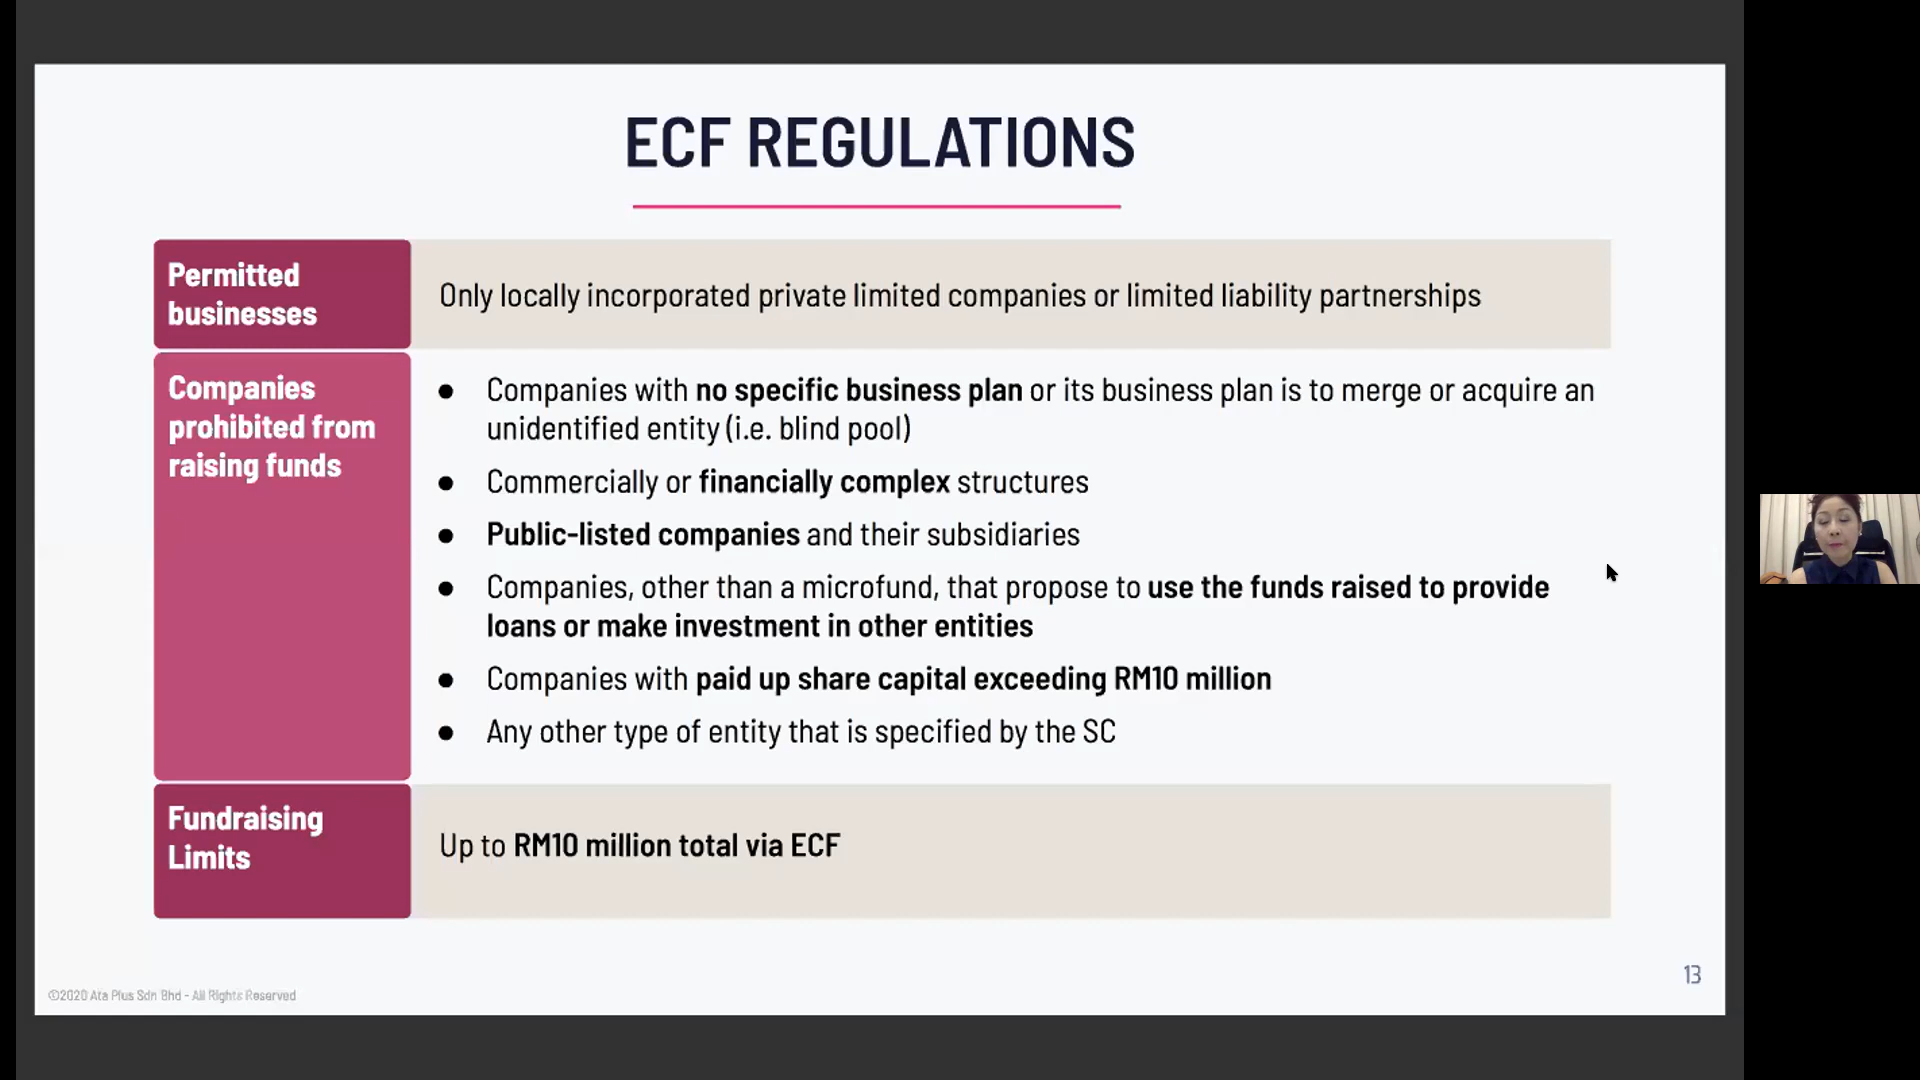 ECF REGULATIONS
Permitted
businesses
Only locally incorporated private limited companies or limited liability partnerships
Companies
prohibited from
raising funds
● Companies with no specific business plan or its business plan is to merge or acquire an
unidentified entity (i.e. blind pool)
● Commercially or financially complex structures
● Public-listed companies and their subsidiaries
● Companies, other than a microfund, that propose to use the funds raised to provide
loans or make investment in other entities
● Companies with paid up share capital exceeding RM10 million
● Any other type of entity that is specified by the SC
Fundraising
Limits
Up to RM10 million total via ECF
©2020 Ata Plus Sdn Bhd - All Rights Reserved
13